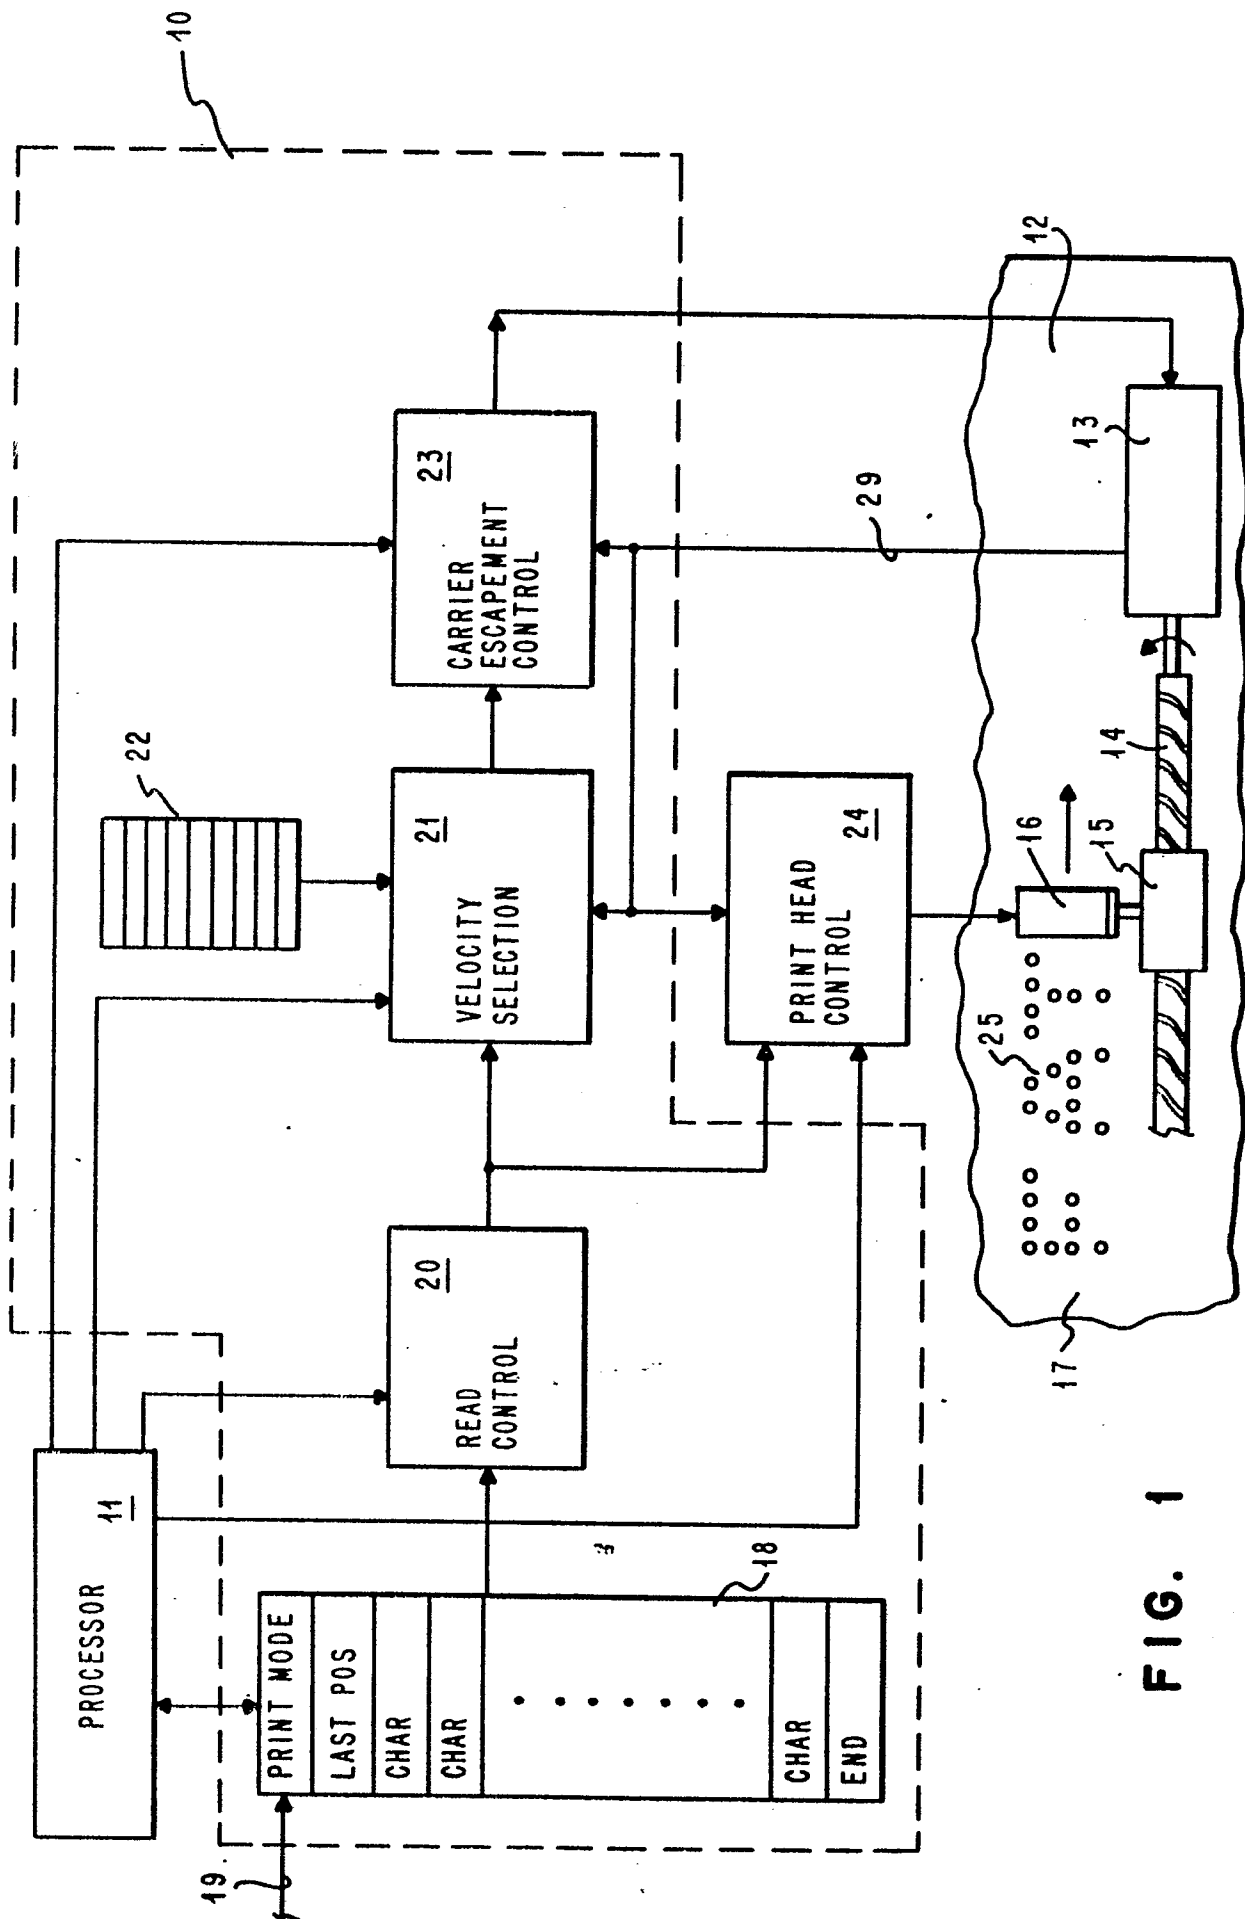 10
PROCESSOR
11
19
PRINT MODE
LAST POS
CHAR
CHAR
CHAR
END
18
READ
CONTROL
20
VELOCITY
SELECTION
21
22
CARRIER
ESCAPEMENT
CONTROL
23
PRINT HEAD
CONTROL
24
29
12
13
14
15
16
25
17
FIG. 1